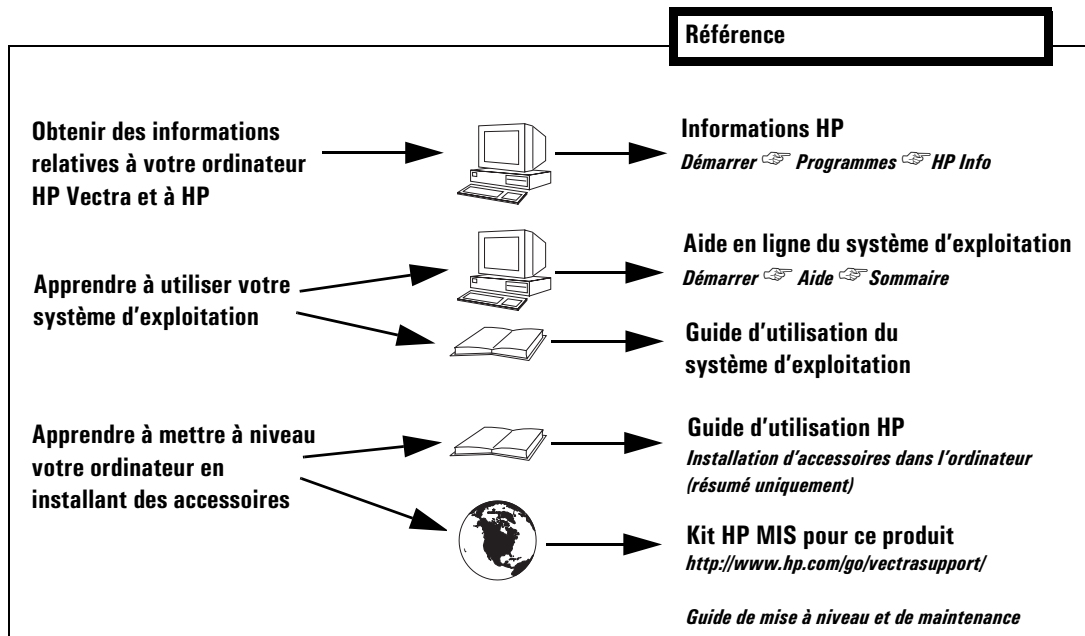 Référence
Obtenir des informations
relatives à votre ordinateur
HP Vectra et à HP
Informations HP
Démarrer ☞ Programmes ☞ HP Info
Apprendre à utiliser votre
système d'exploitation
Aide en ligne du système d'exploitation
Démarrer ☞ Aide ☞ Sommaire
Guide d'utilisation du
système d'exploitation
Apprendre à mettre à niveau
votre ordinateur en
installant des accessoires
Guide d'utilisation HP
Installation d'accessoires dans l'ordinateur
(résumé uniquement)
Kit HP MIS pour ce produit
http://www.hp.com/go/vectrasupport/
Guide de mise à niveau et de maintenance